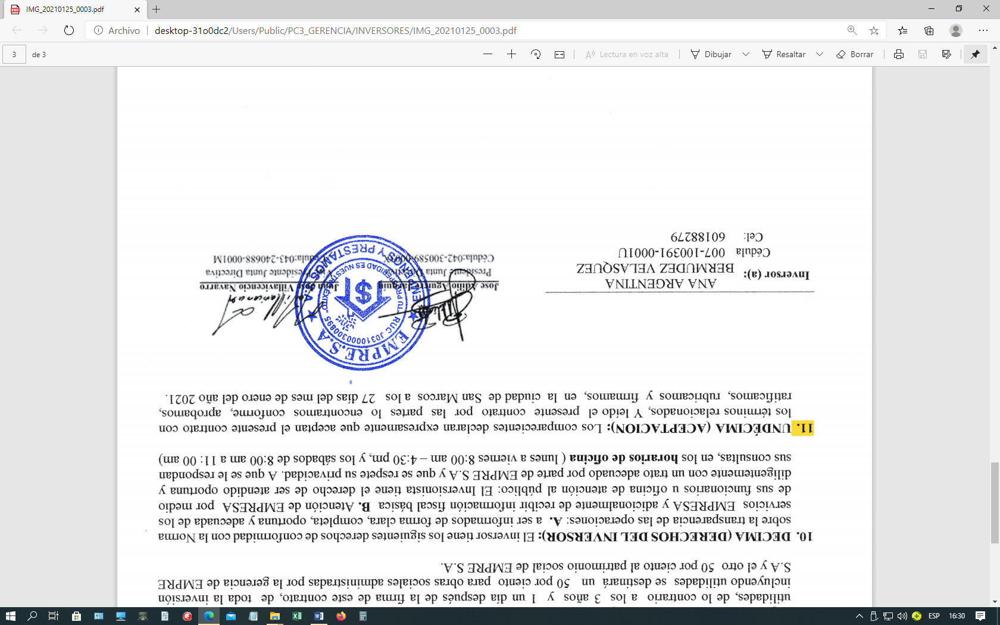 IMG_20210125_0003.pdf
Archivo desktop-31o0dc2/Users/Public/PC3_GERENCIA/INVERSORES/IMG_20210125_0003.pdf
3 de 3
Lectura en voz alta Dibujar Resaltar Borrar
utilidades, de lo contrario a los 3 años y 1 un día después de la firma de este contrato, de toda la inversión
incluyendo utilidades se destinará un 50 por ciento para obras sociales administradas por la gerencia de EMPRE
S.A y el otro 50 por ciento al patrimonio social de EMPRE S.A.
10. DECIMA (DERECHOS DEL INVERSOR): El inversor tiene los siguientes derechos de conformidad con la Norma
sobre la transparencia de las operaciones: A. a ser informados de forma clara, completa, oportuna y adecuada de los
servicios EMPRESA y adicionalmente de recibir información fiscal básica B. Atención de EMPRESA por medio
de sus funcionarios u oficina de atención al público: El Inversionista tiene el derecho de ser atendido oportuna y
diligentemente con un trato adecuado por parte de EMPRE S.A y que se respete su privacidad. A que se le respondan
sus consultas, en los horarios de oficina ( lunes a viernes 8:00 am – 4:30 pm, y los sábados de 8:00 am a 11: 00 am)
11. UNDÉCIMA (ACEPTACION): Los comparecientes declaran expresamente que aceptan el presente contrato con
los términos relacionados, Y leído el presente contrato por las partes lo encontramos conforme, aprobamos,
ratificamos, rubricamos y firmamos, en la ciudad de San Marcos a los 27 días del mes de enero del año 2021.
EMPRE.S.A
RUC J0310000300895
"TU PROSPERIDAD ES NUESTRO ÉXITO"
EMPEÑOS Y PRESTAMOS S.A
$
Inversor (a): ANA ARGENTINA
BERMUDEZ VELASQUEZ
Cédula 007-100391-0001U
Cel: 60188279
Jose Adilio Aguirre
Presidente Junta Directiva
Cédula:042-300589
Juan Jose Villavicencio Navarro
Vice Presidente Junta Directiva
Cédula:043-240688-0001M
ESP 16:30